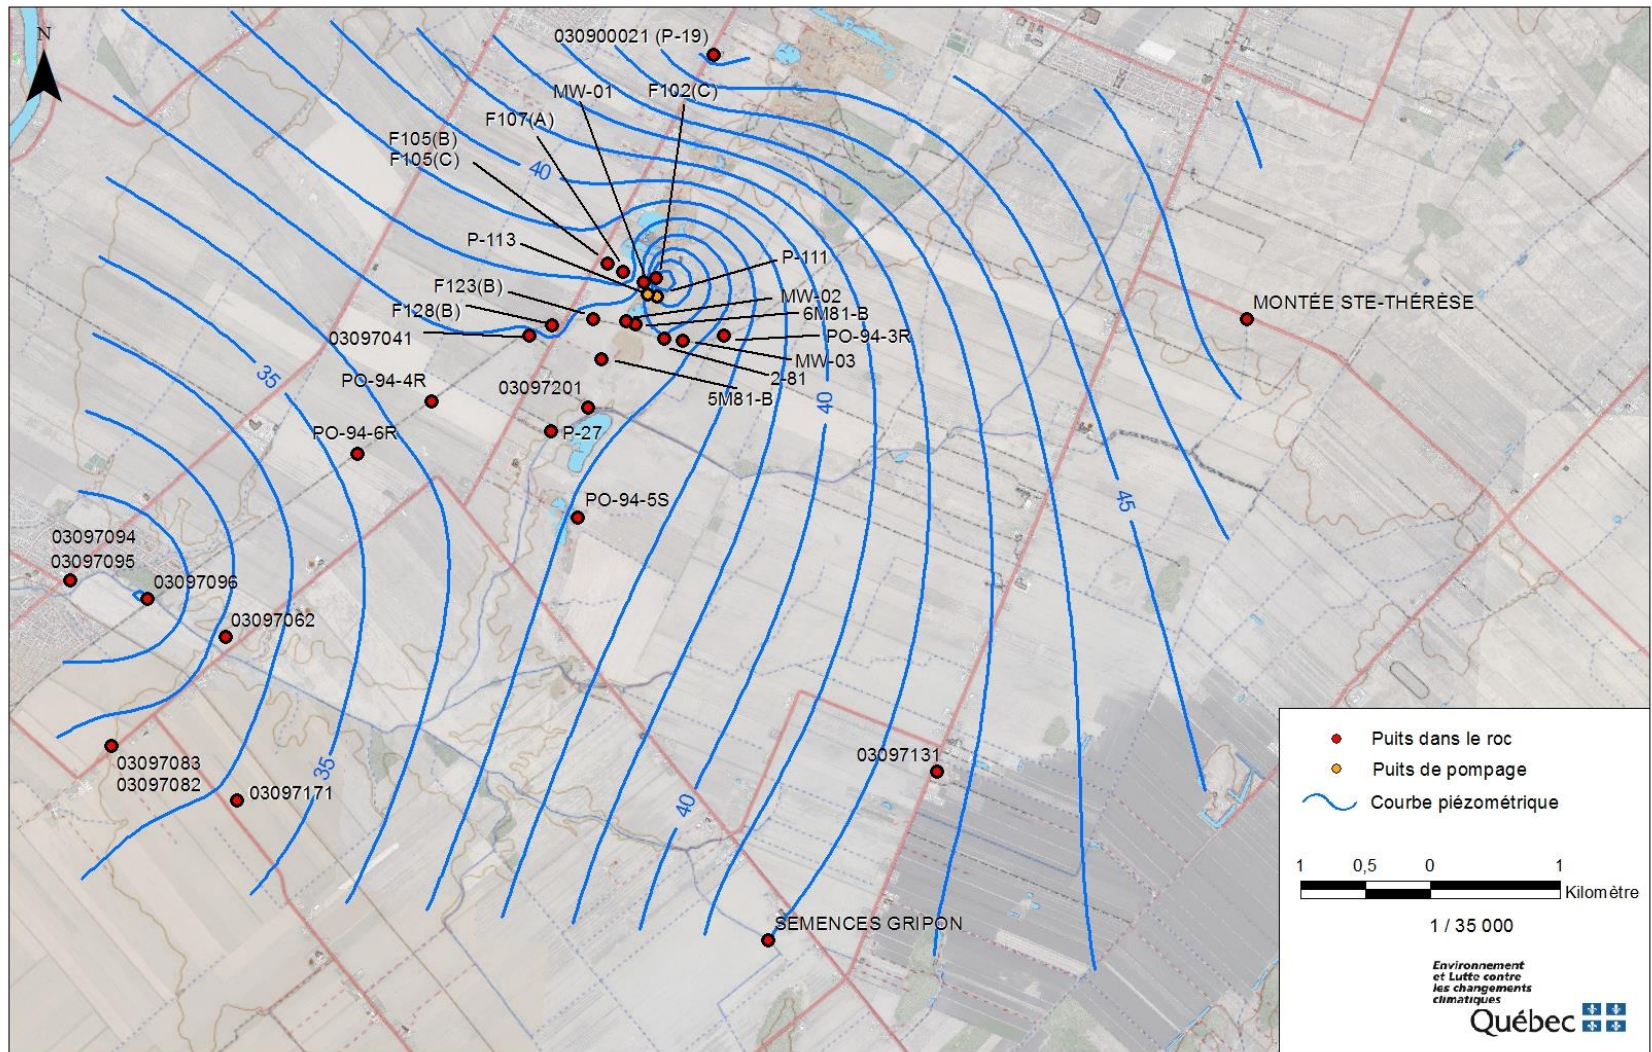 N
030900021 (P-19)
MW-01
F102(C)
F107(A)
F105(B)
F105(C)
40
P-113
P-111
F123(B)
MW-02
F128(B)
6M81-B
MONTÉE STE-THÉRÈSE
03097041
PO-94-3R
MW-03
35
PO-94-4R
2-81
03097201
5M81-B
40
PO-94-6R
P-27
PO-94-5S
45
03097094
03097095
03097096
03097062
03097083
03097082
35
03097171
03097131
40
SEMENCES GRIPON
Puits dans le roc
Puits de pompage
Courbe piézométrique
1 0,5 0 1
Kilomètre
1 / 35 000
Environnement
et Lutte contre
les changements
climatiques
Québec